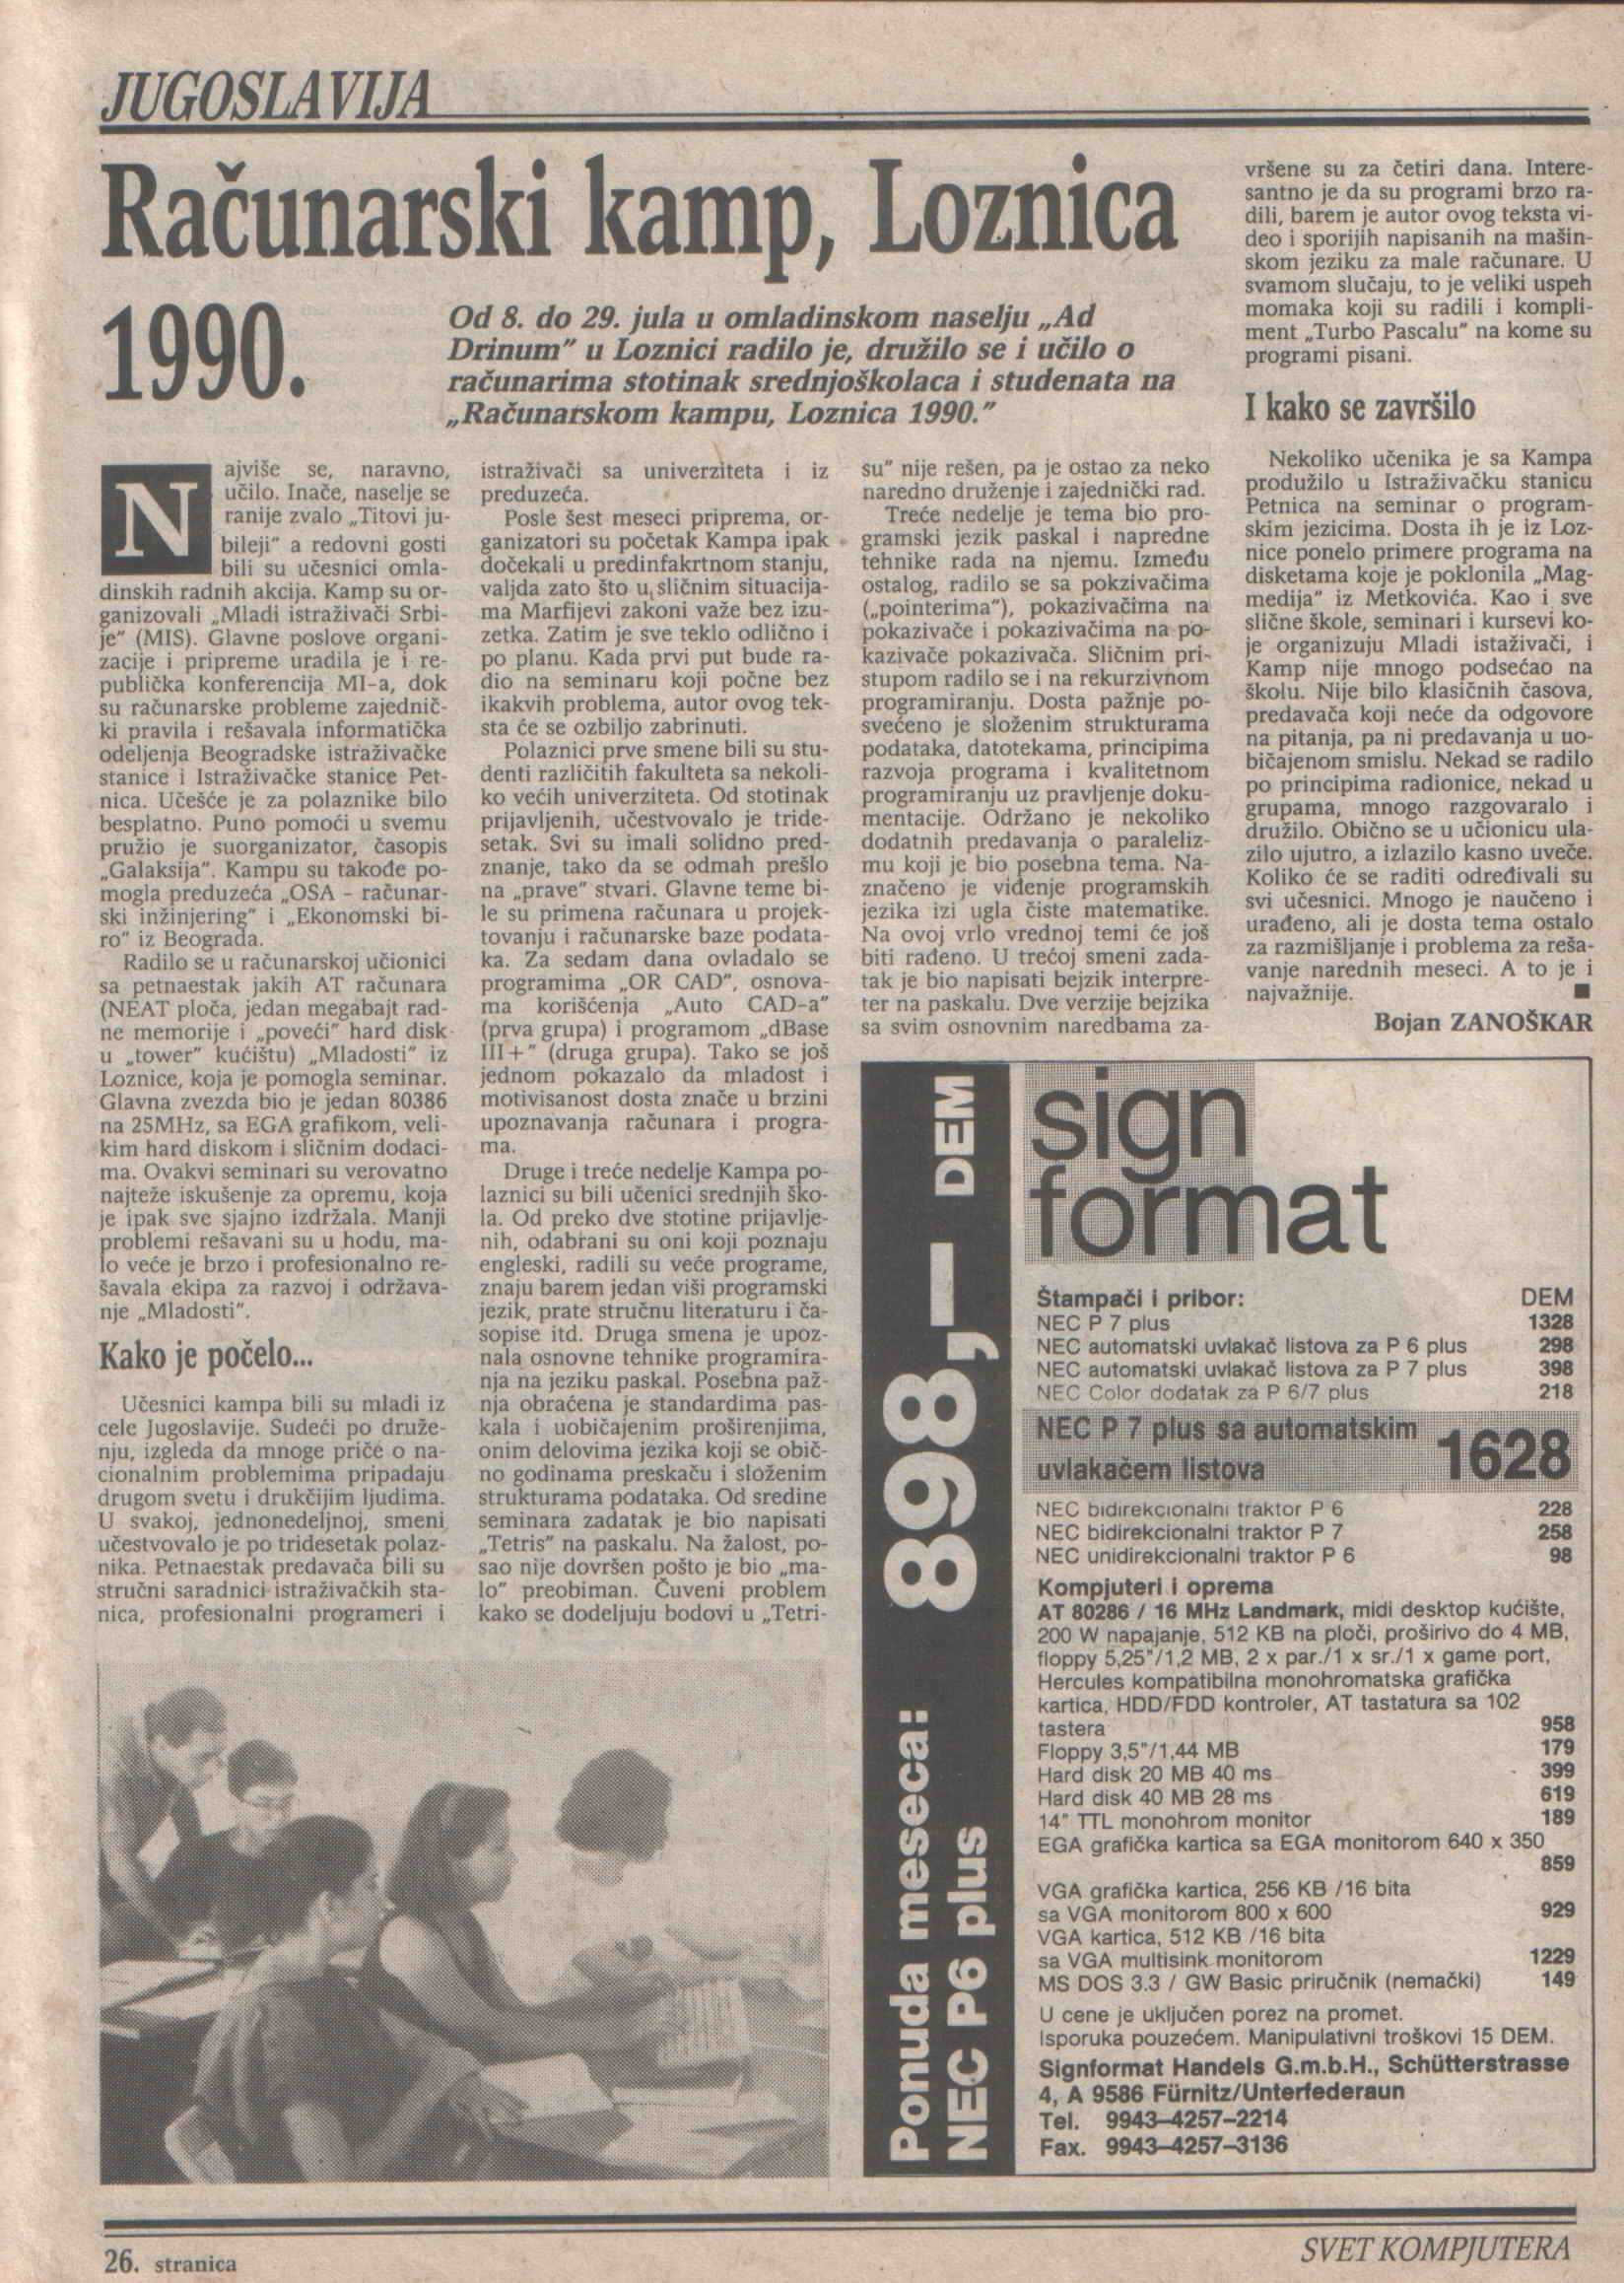 JUGOSLAVIJA
Računarski kamp, Loznica
1990.
Od 8. do 29. jula u omladinskom naselju „Ad
Drinum" u Loznici radilo je, družilo se i učilo o
računarima stotinak srednjoškolaca i studenata na
„Računarskom kampu, Loznica 1990."
N
ajviše se, naravno,
učilo. Inače, naselje se
ranije zvalo „Titovi ju-
bileji" a redovni gosti
bili su učesnici omla-
dinskih radnih akcija. Kamp su or-
ganizovali „Mladi istraživači Srbi-
je" (MIS). Glavne poslove organi-
zacije i pripreme uradila je i re-
publička konferencija MI-a, dok
su računarske probleme zajednič-
ki pravila i rešavala informatička
odeljenja Beogradske istraživačke
stanice i Istraživačke stanice Pet-
nica. Učešće je za polaznike bilo
besplatno. Puno pomoći u svemu
pružio je suorganizator, časopis
„Galaksija". Kampu su takođe po-
mogla preduzeća „OSA - računar-
ski inžinjering" i „Ekonomski bi-
ro" iz Beograda.
Radilo se u računarskoj učionici
sa petnaestak jakih AT računara
(NEAT ploča, jedan megabajt rad-
ne memorije i „poveći" hard disk
u „tower" kućištu) „Mladosti" iz
Loznice, koja je pomogla seminar.
Glavna zvezda bio je jedan 80386
na 25MHz, sa EGA grafikom, veli-
kim hard diskom i sličnim dodaci-
ma. Ovakvi seminari su verovatno
najteže iskušenje za opremu, koja
je ipak sve sjajno izdržala. Manji
problemi rešavani su u hodu, ma-
lo veće je brzo i profesionalno re-
šavala ekipa za razvoj i održava-
nje „Mladosti".
Kako je počelo...
Učesnici kampa bili su mladi iz
cele Jugoslavije. Sudeći po druže-
nju, izgleda da mnoge priče o na-
cionalnim problemima pripadaju
drugom svetu i drukčijim ljudima.
U svakoj, jednonedeljnoj, smeni
učestvovalo je po tridesetak polaz-
nika. Petnaestak predavača bili su
stručni saradnici istraživačkih sta-
nica, profesionalni programeri i
istraživači sa univerziteta i iz
preduzeća.
Posle šest meseci priprema, or-
ganizatori su početak Kampa ipak
dočekali u predinfakrtnom stanju,
valjda zato što u sličnim situacija-
ma Marfijevi zakoni važe bez izu-
zetka. Zatim je sve teklo odlično i
po planu. Kada prvi put bude ra-
dio na seminaru koji počne bez
ikakvih problema, autor ovog tek-
sta će se ozbiljo zabrinuti.
Polaznici prve smene bili su stu-
denti različitih fakulteta sa nekoli-
ko većih univerziteta. Od stotinak
prijavljenih, učestvovalo je tride-
setak. Svi su imali solidno pred-
znanje, tako da se odmah prešlo
na „prave" stvari. Glavne teme bi-
le su primena računara u projek-
tovanju i računarske baze podata-
ka. Za sedam dana ovladalo se
programima „OR CAD", osnova-
ma korišćenja „Auto CAD-a"
(prva grupa) i programom „dBase
III+" (druga grupa). Tako se još
jednom pokazalo da mladost i
motivisanost dosta znače u brzini
upoznavanja računara i progra-
ma.
Druge i treće nedelje Kampa po-
laznici su bili učenici srednjih ško-
la. Od preko dve stotine prijavlje-
nih, odabrani su oni koji poznaju
engleski, radili su veće programe,
znaju barem jedan viši programski
jezik, prate stručnu literaturu i ča-
sopise itd. Druga smena je upoz-
nala osnovne tehnike programira-
nja na jeziku paskal. Posebna paž-
nja obraćena je standardima pas-
kala i uobičajenim proširenjima,
onim delovima jezika koji se obič-
no godinama preskaču i složenim
strukturama podataka. Od sredine
seminara zadatak je bio napisati
„Tetris" na paskalu. Na žalost, po-
sao nije dovršen pošto je bio „ma-
lo" preobiman. Čuveni problem
kako se dodeljuju bodovi u „Tetri-
su" nije rešen, pa je ostao za neko
naredno druženje i zajednički rad.
Treće nedelje je tema bio pro-
gramski jezik paskal i napredne
tehnike rada na njemu. Između
ostalog, radilo se sa pokzivačima
(„pointerima"), pokazivačima na
pokazivače i pokazivačima na po-
kazivače pokazivača. Sličnim pri-
stupom radilo se i na rekurzivnom
programiranju. Dosta pažnje po-
svećeno je složenim strukturama
podataka, datotekama, principima
razvoja programa i kvalitetnom
programiranju uz pravljenje doku-
mentacije. Održano je nekoliko
dodatnih predavanja o paraleliz-
mu koji je bio posebna tema. Na-
značeno je viđenje programskih
jezika izi ugla čiste matematike.
Na ovoj vrlo vrednoj temi će još
biti rađeno. U trećoj smeni zada-
tak je bio napisati bejzik interpre-
ter na paskalu. Dve verzije bejzika
sa svim osnovnim naredbama za-
vršene su za četiri dana. Intere-
santno je da su programi brzo ra-
dili, barem je autor ovog teksta vi-
deo i sporijih napisanih na mašin-
skom jeziku za male računare. U
svamom slučaju, to je veliki uspeh
momaka koji su radili i kompli-
ment „Turbo Pascalu" na kome su
programi pisani.
I kako se završilo
Nekoliko učenika je sa Kampa
produžilo u Istraživačku stanicu
Petnica na seminar o program-
skim jezicima. Dosta ih je iz Loz-
nice ponelo primere programa na
disketama koje je poklonila „Mag-
medija" iz Metkovića. Kao i sve
slične škole, seminari i kursevi ko-
je organizuju Mladi istaživači, i
Kamp nije mnogo podsećao na
školu. Nije bilo klasičnih časova,
predavača koji neće da odgovore
na pitanja, pa ni predavanja u uo-
bičajenom smislu. Nekad se radilo
po principima radionice, nekad u
grupama, mnogo razgovaralo i
družilo. Obično se u učionicu ula-
zilo ujutro, a izlazilo kasno uveče.
Koliko će se raditi određivali su
svi učesnici. Mnogo je naučeno i
urađeno, ali je dosta tema ostalo
za razmišljanje i problema za reša-
vanje narednih meseci. A to je i
najvažnije. ■
Bojan ZANOŠKAR
Ponuda meseca: 898,— DEM
NEC P6 plus
sign
format
Štampači i pribor: DEM
NEC P 7 plus 1328
NEC automatski uvlakač listova za P 6 plus 298
NEC automatski uvlakač listova za P 7 plus 398
NEC Color dodatak za P 6/7 plus 218
NEC P 7 plus sa automatskim
uvlakačem listova 1628
NEC bidirekcionalni traktor P 6 228
NEC bidirekcionalni traktor P 7 258
NEC unidirekcionalni traktor P 6 98
Kompjuteri i oprema
AT 80286 / 16 MHz Landmark, midi desktop kućište,
200 W napajanje, 512 KB na ploči, proširivo do 4 MB,
floppy 5,25"/1,2 MB, 2 x par./1 x sr./1 x game port,
Hercules kompatibilna monohromatska grafička
kartica, HDD/FDD kontroler, AT tastatura sa 102
tastera 958
Floppy 3,5"/1,44 MB 179
Hard disk 20 MB 40 ms 399
Hard disk 40 MB 28 ms 619
14" TTL monohrom monitor 189
EGA grafička kartica sa EGA monitorom 640 x 350
859
VGA grafička kartica, 256 KB /16 bita
sa VGA monitorom 800 x 600 929
VGA kartica, 512 KB /16 bita
sa VGA multisink monitorom 1229
MS DOS 3.3 / GW Basic priručnik (nemački) 149
U cene je uključen porez na promet.
Isporuka pouzećem. Manipulativni troškovi 15 DEM.
Signformat Handels G.m.b.H., Schütterstrasse
4, A 9586 Fürnitz/Unterfederaun
Tel. 9943–4257–2214
Fax. 9943–4257–3136
26. stranica
SVET KOMPJUTERA